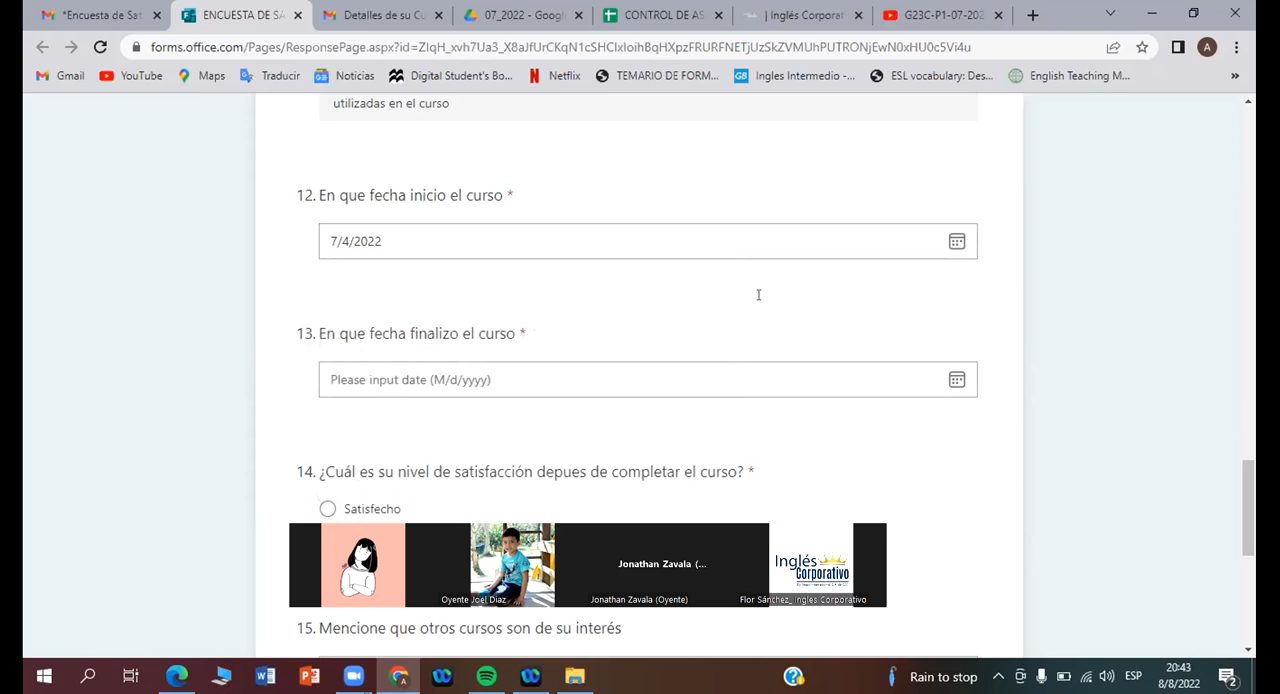 *Encuesta de Sat
ENCUESTA DE SA
Detalles de su Cu
07_2022 - Googl
CONTROL DE AS
| Inglés Corporat
G23C-P1-07-202
forms.office.com/Pages/ResponsePage.aspx?id=ZIqH_xvh7Ua3_X8aJfUrCKqN1cSHClxIoihBqHXpzFRURFNETjUzSkZVMUhPUTRONjEwN0xHU0c5Vi4u
A
Gmail
YouTube
Maps
Traducir
Noticias
Digital Student's Bo...
Netflix
TEMARIO DE FORM...
Ingles Intermedio -...
ESL vocabulary: Des...
English Teaching M...
»
utilizadas en el curso
12. En que fecha inicio el curso *
7/4/2022
13. En que fecha finalizo el curso *
Please input date (M/d/yyyy)
14. ¿Cuál es su nivel de satisfacción depues de completar el curso? *
Satisfecho
Jonathan Zavala (...
Inglés
Corporativo
Oyente Joel Diaz
Jonathan Zavala (Oyente)
Flor Sánchez_Inglés Corporativo
15. Mencione que otros cursos son de su interés
Rain to stop
ESP
20:43
8/8/2022
2